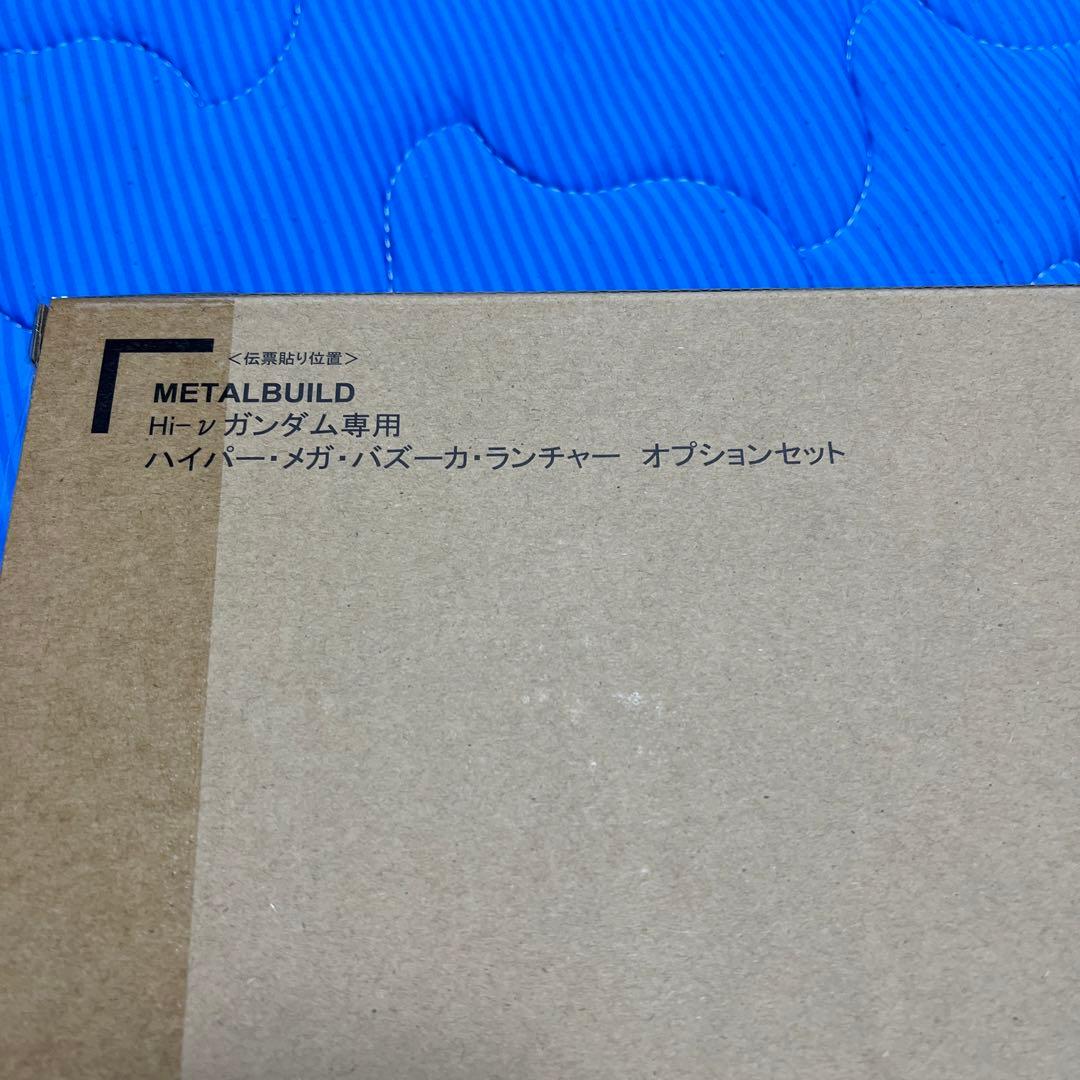 ＜伝票貼り位置＞
METALBUILD
Hi-νガンダム専用
ハイパー・メガ・バズーカ・ランチャー　オプションセット